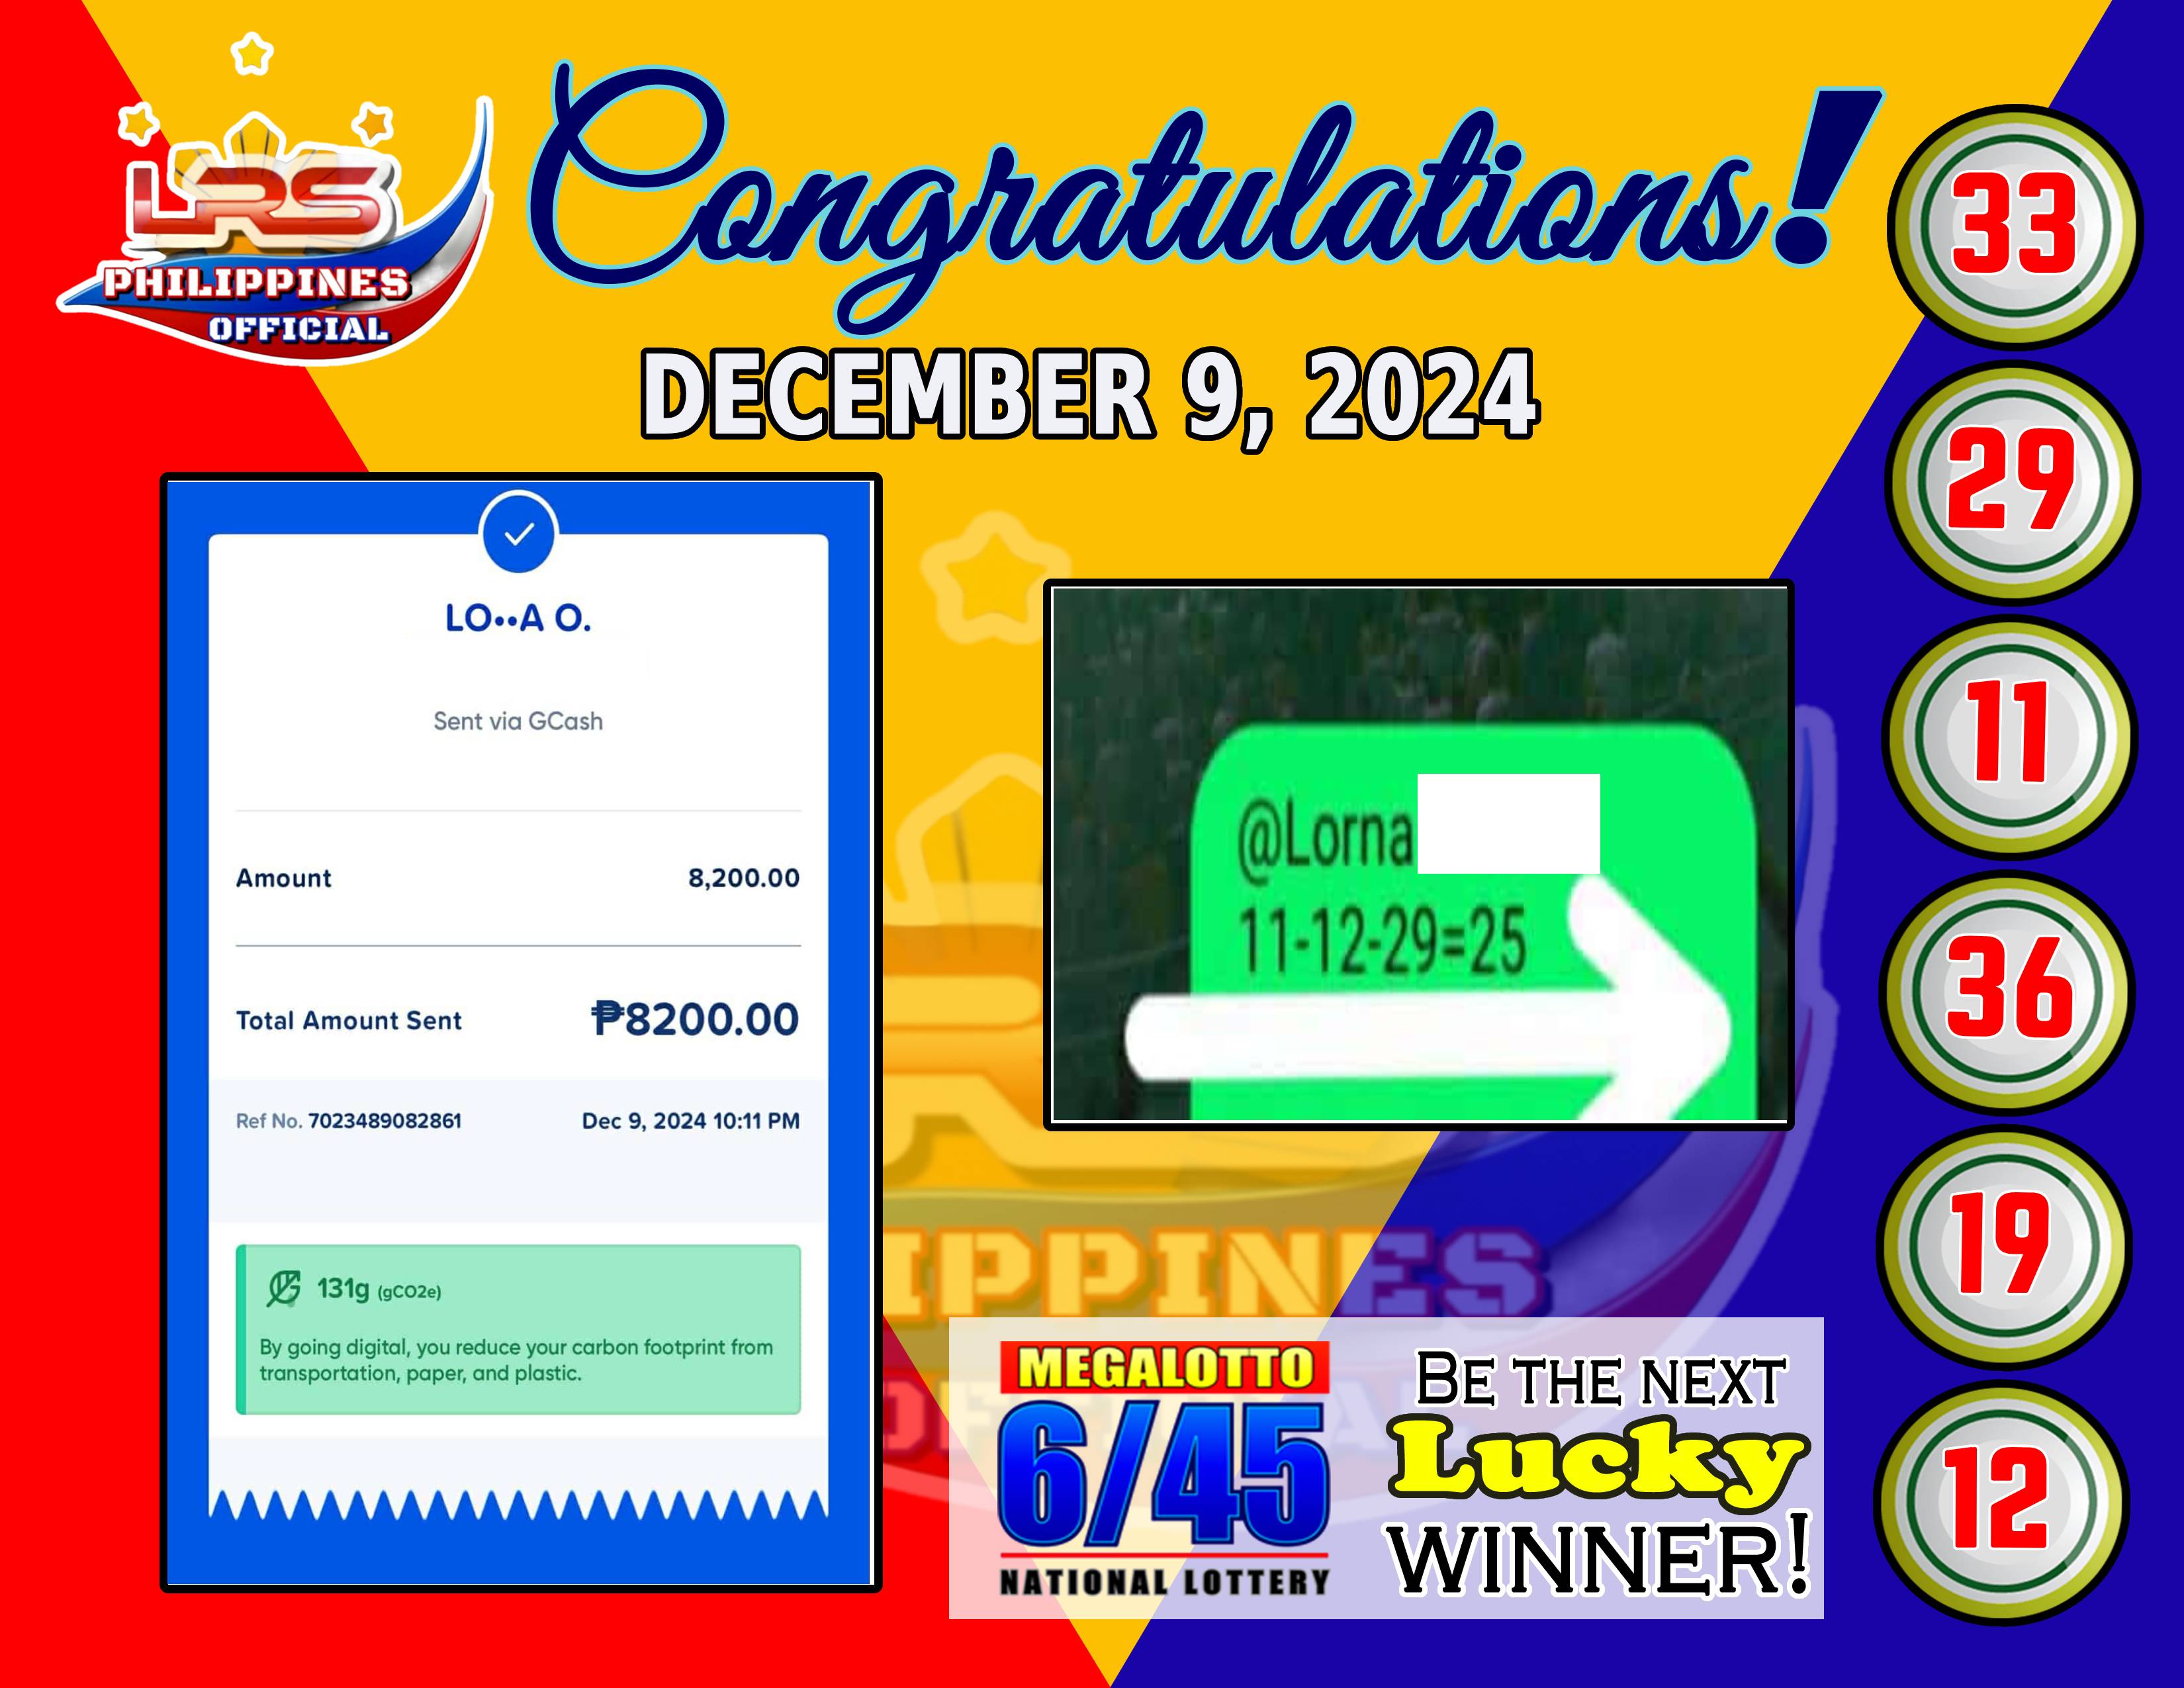 LRS
PHILIPPINES
OFFICIAL
Congratulations!
DECEMBER 9, 2024
LO••A O.
Sent via GCash
Amount 8,200.00
Total Amount Sent ₱8200.00
Ref No. 7023489082861 Dec 9, 2024 10:11 PM
131g (gCO2e)
By going digital, you reduce your carbon footprint from
transportation, paper, and plastic.
@Lorna
11-12-29=25
IPPINES
MEGALOTTO
6/45
NATIONAL LOTTERY
BE THE NEXT
Lucky
WINNER!
33
29
11
36
19
12